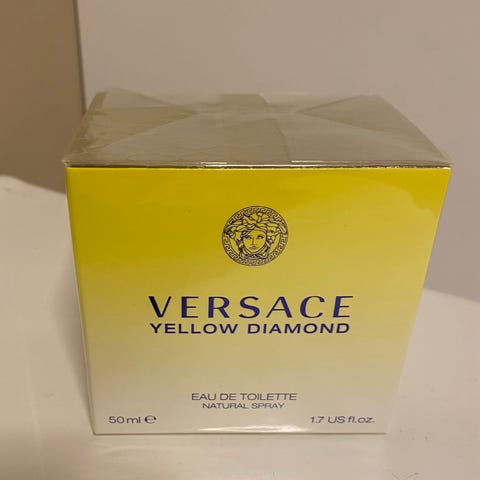 VERSACE
YELLOW DIAMOND
EAU DE TOILETTE
NATURAL SPRAY
50 ml ℮ 1.7 US fl.oz.